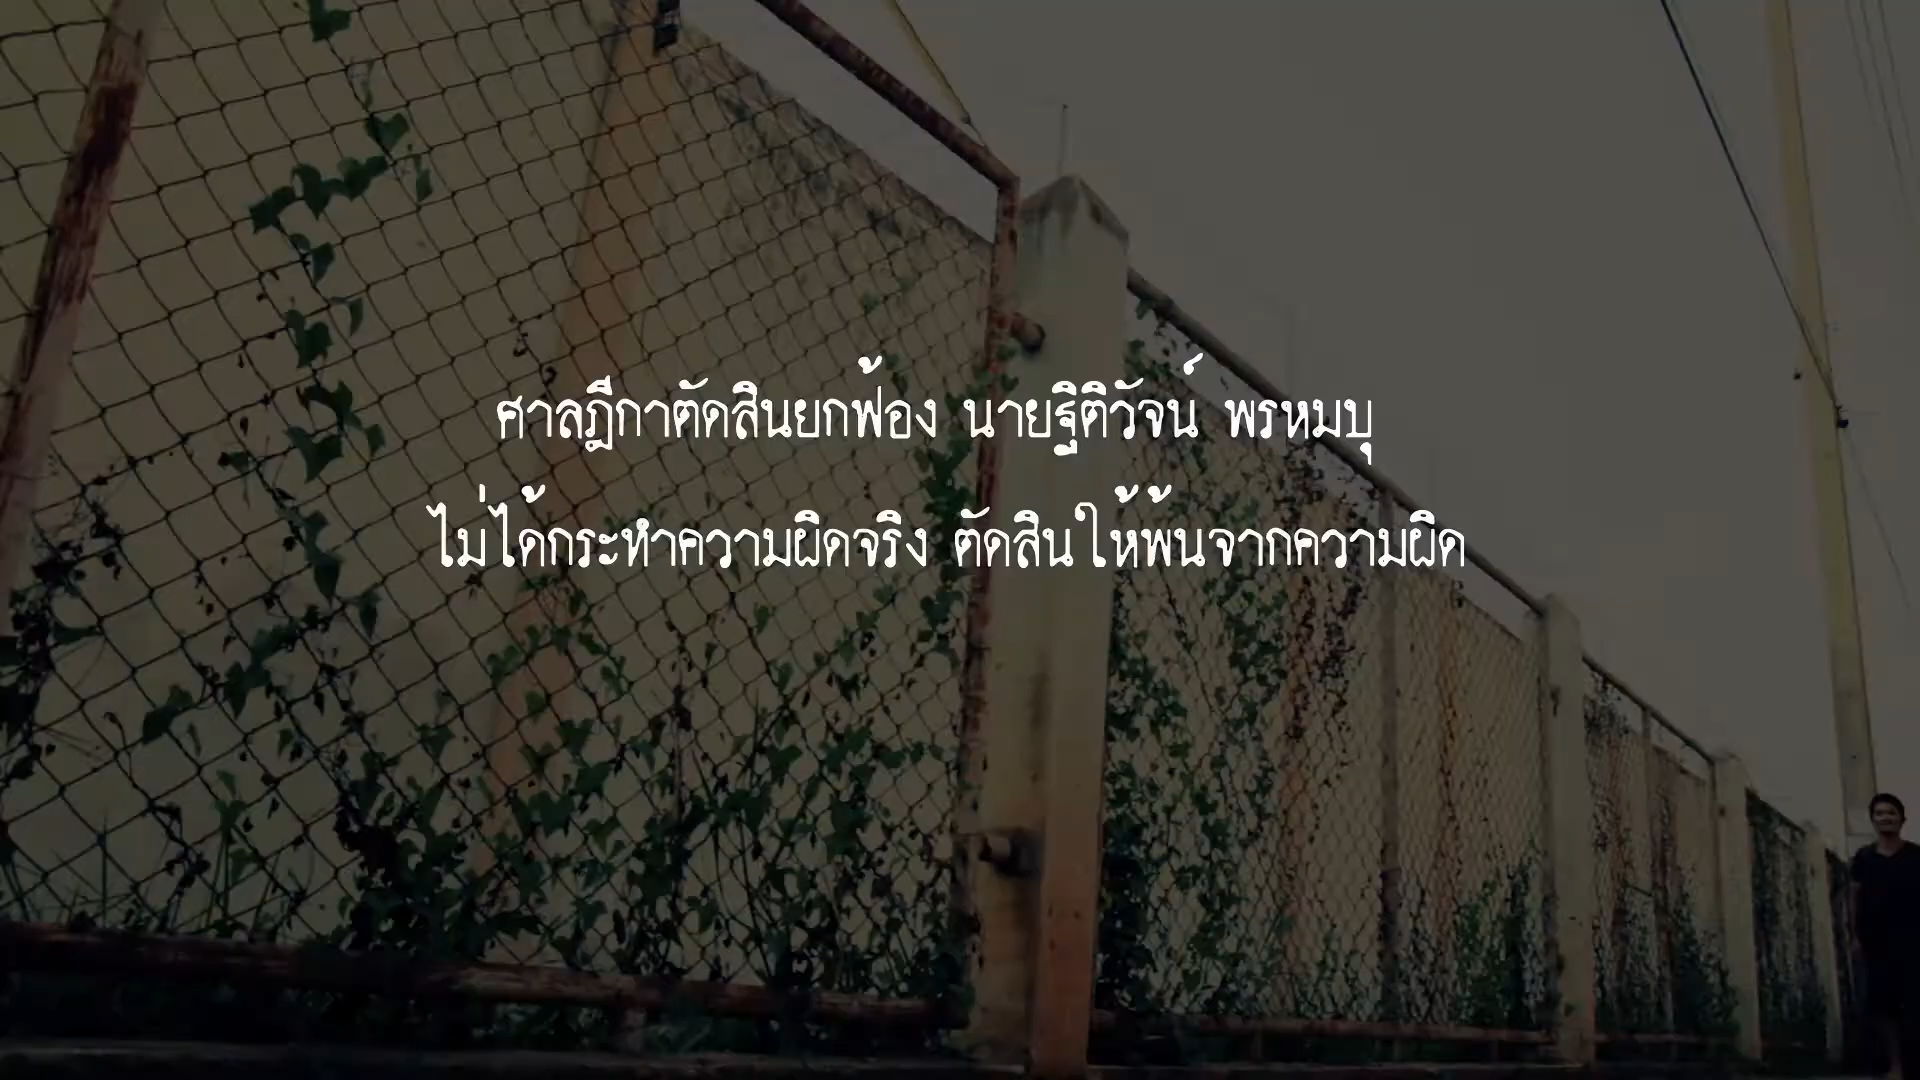 ศาลฎีกาตัดสินยกฟ้อง นายฐิติวัจน์ พรหมบุ
ไม่ได้กระทำความผิดจริง ตัดสินให้พ้นจากความผิด